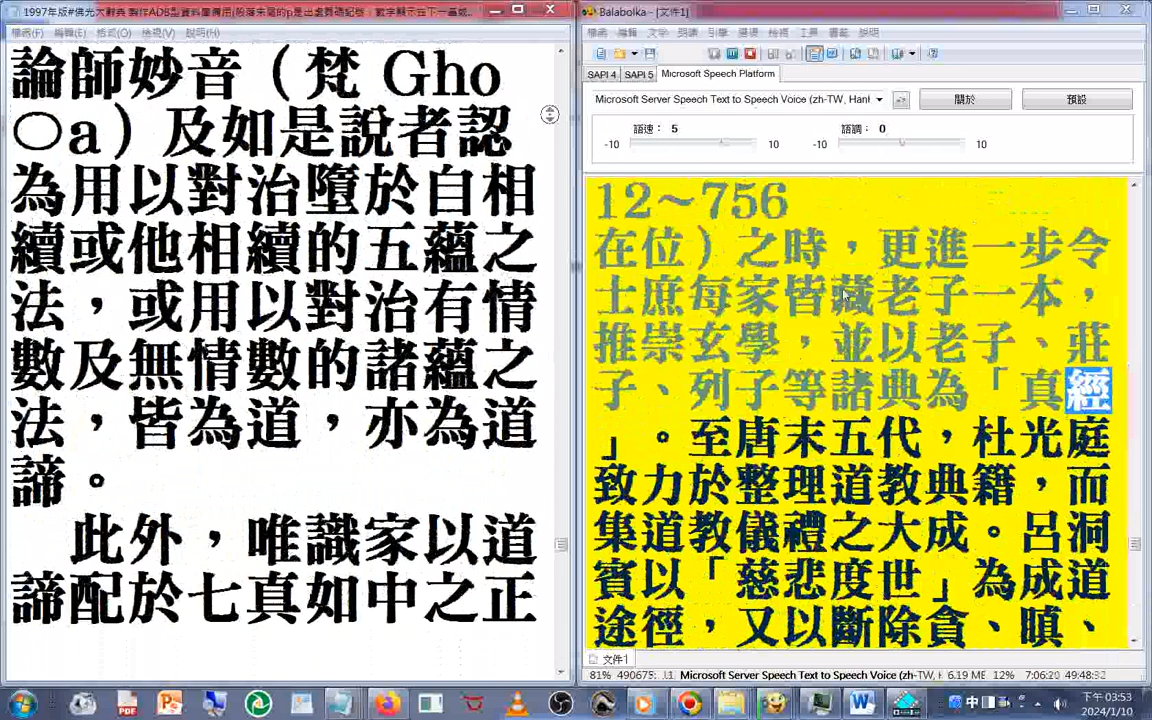 論師妙音（梵 Gho
○a）及如是說者認
為用以對治墮於自相
續或他相續的五蘊之
法，或用以對治有情
數及無情數的諸蘊之
法，皆為道，亦為道
諦。
此外，唯識家以道
諦配於七真如中之正
Balabolka - [文件1]
SAPI 4
SAPI 5
Microsoft Speech Platform
Microsoft Server Speech Text to Speech Voice (zh-TW, Hanl
關於
預設
語速： 5
語調： 0
-10
10
-10
10
12～756
在位）之時，更進一步令
士庶每家皆藏老子一本，
推崇玄學，並以老子、莊
子、列子等諸典為「真經
」。至唐末五代，杜光庭
致力於整理道教典籍，而
集道教儀禮之大成。呂洞
賓以「慈悲度世」為成道
途徑，又以斷除貪、瞋、
文件1
81%
Microsoft Server Speech Text to Speech Voice (zh-TW, H
6.19 ME
12%
7:06:20
49:48:32
下午 03:53
2024/1/10